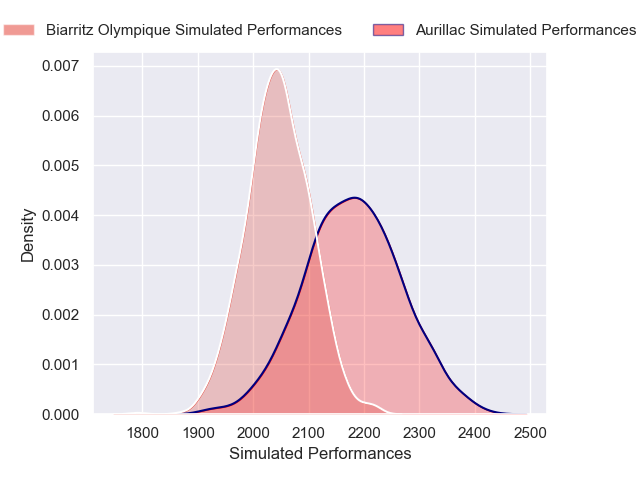 Biarritz Olympique Simulated Performances
Aurillac Simulated Performances
0.007
0.006
0.005
0.004
0.003
0.002
0.001
0.000
Density
1800 1900 2000 2100 2200 2300 2400 2500
Simulated Performances